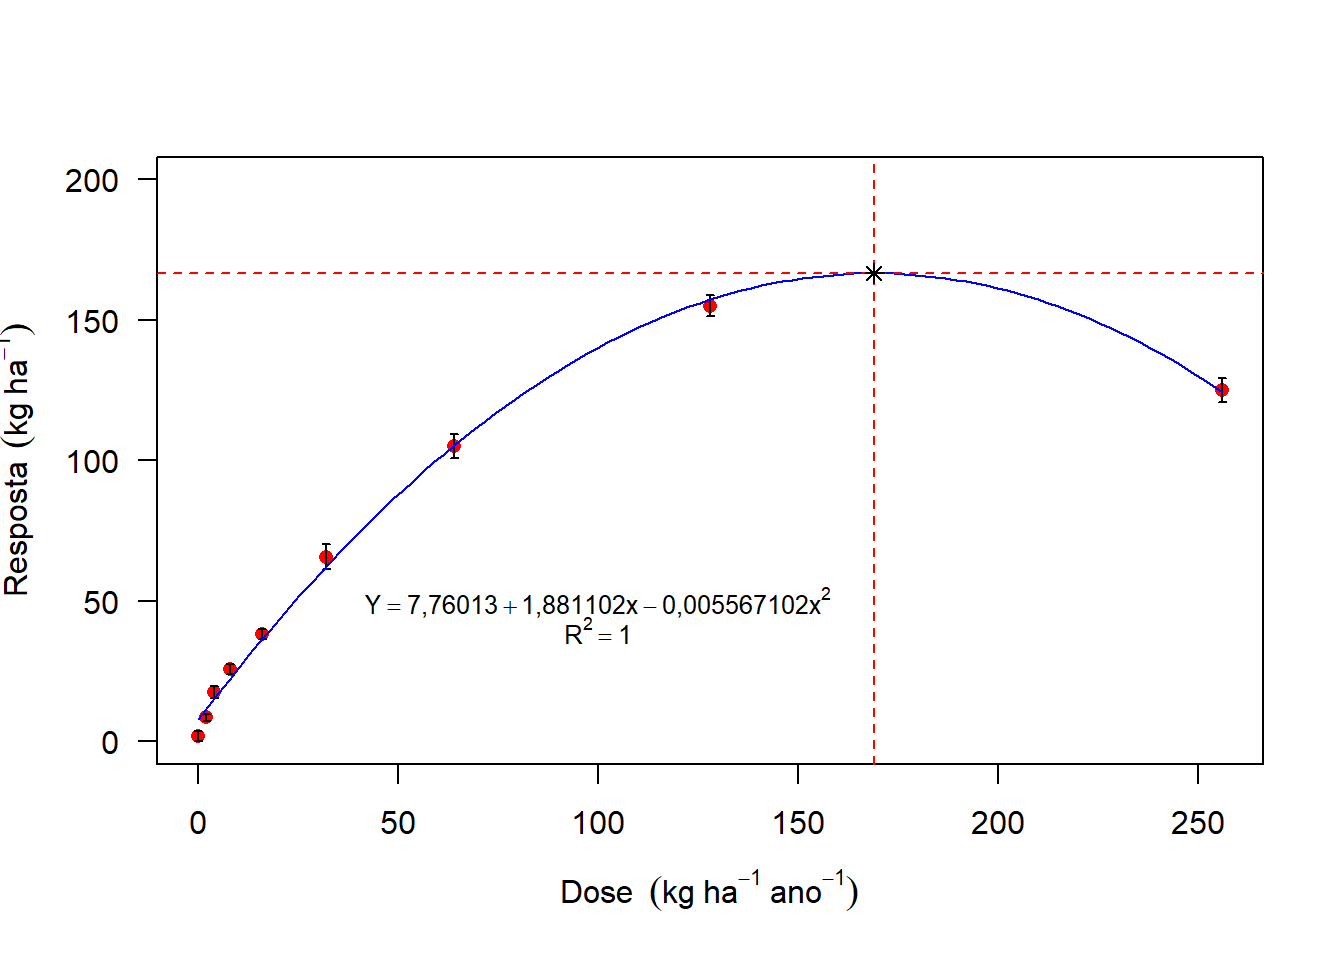 200
150
100
50
0
Resposta (kg ha⁻¹)
Y = 7,76013 + 1,881102x − 0,005567102x²
R² = 1
0 50 100 150 200 250
Dose (kg ha⁻¹ ano⁻¹)